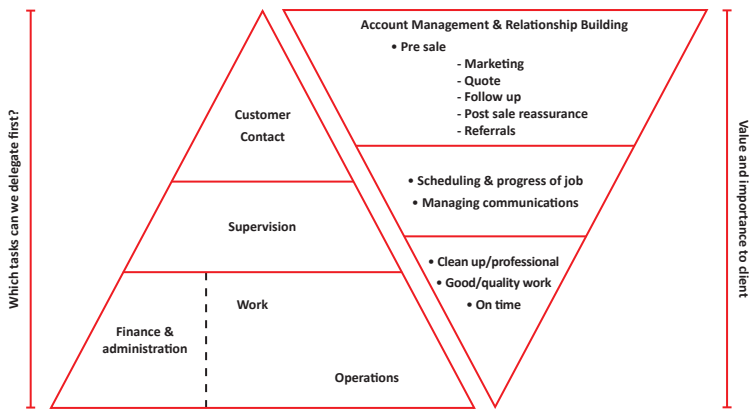 Which tasks can we delegate first?
Customer
Contact
Supervision
Work
Finance &
administration
Operations
Account Management & Relationship Building
• Pre sale
- Marketing
- Quote
- Follow up
- Post sale reassurance
- Referrals
• Scheduling & progress of job
• Managing communications
• Clean up/professional
• Good/quality work
• On time
Value and importance to client